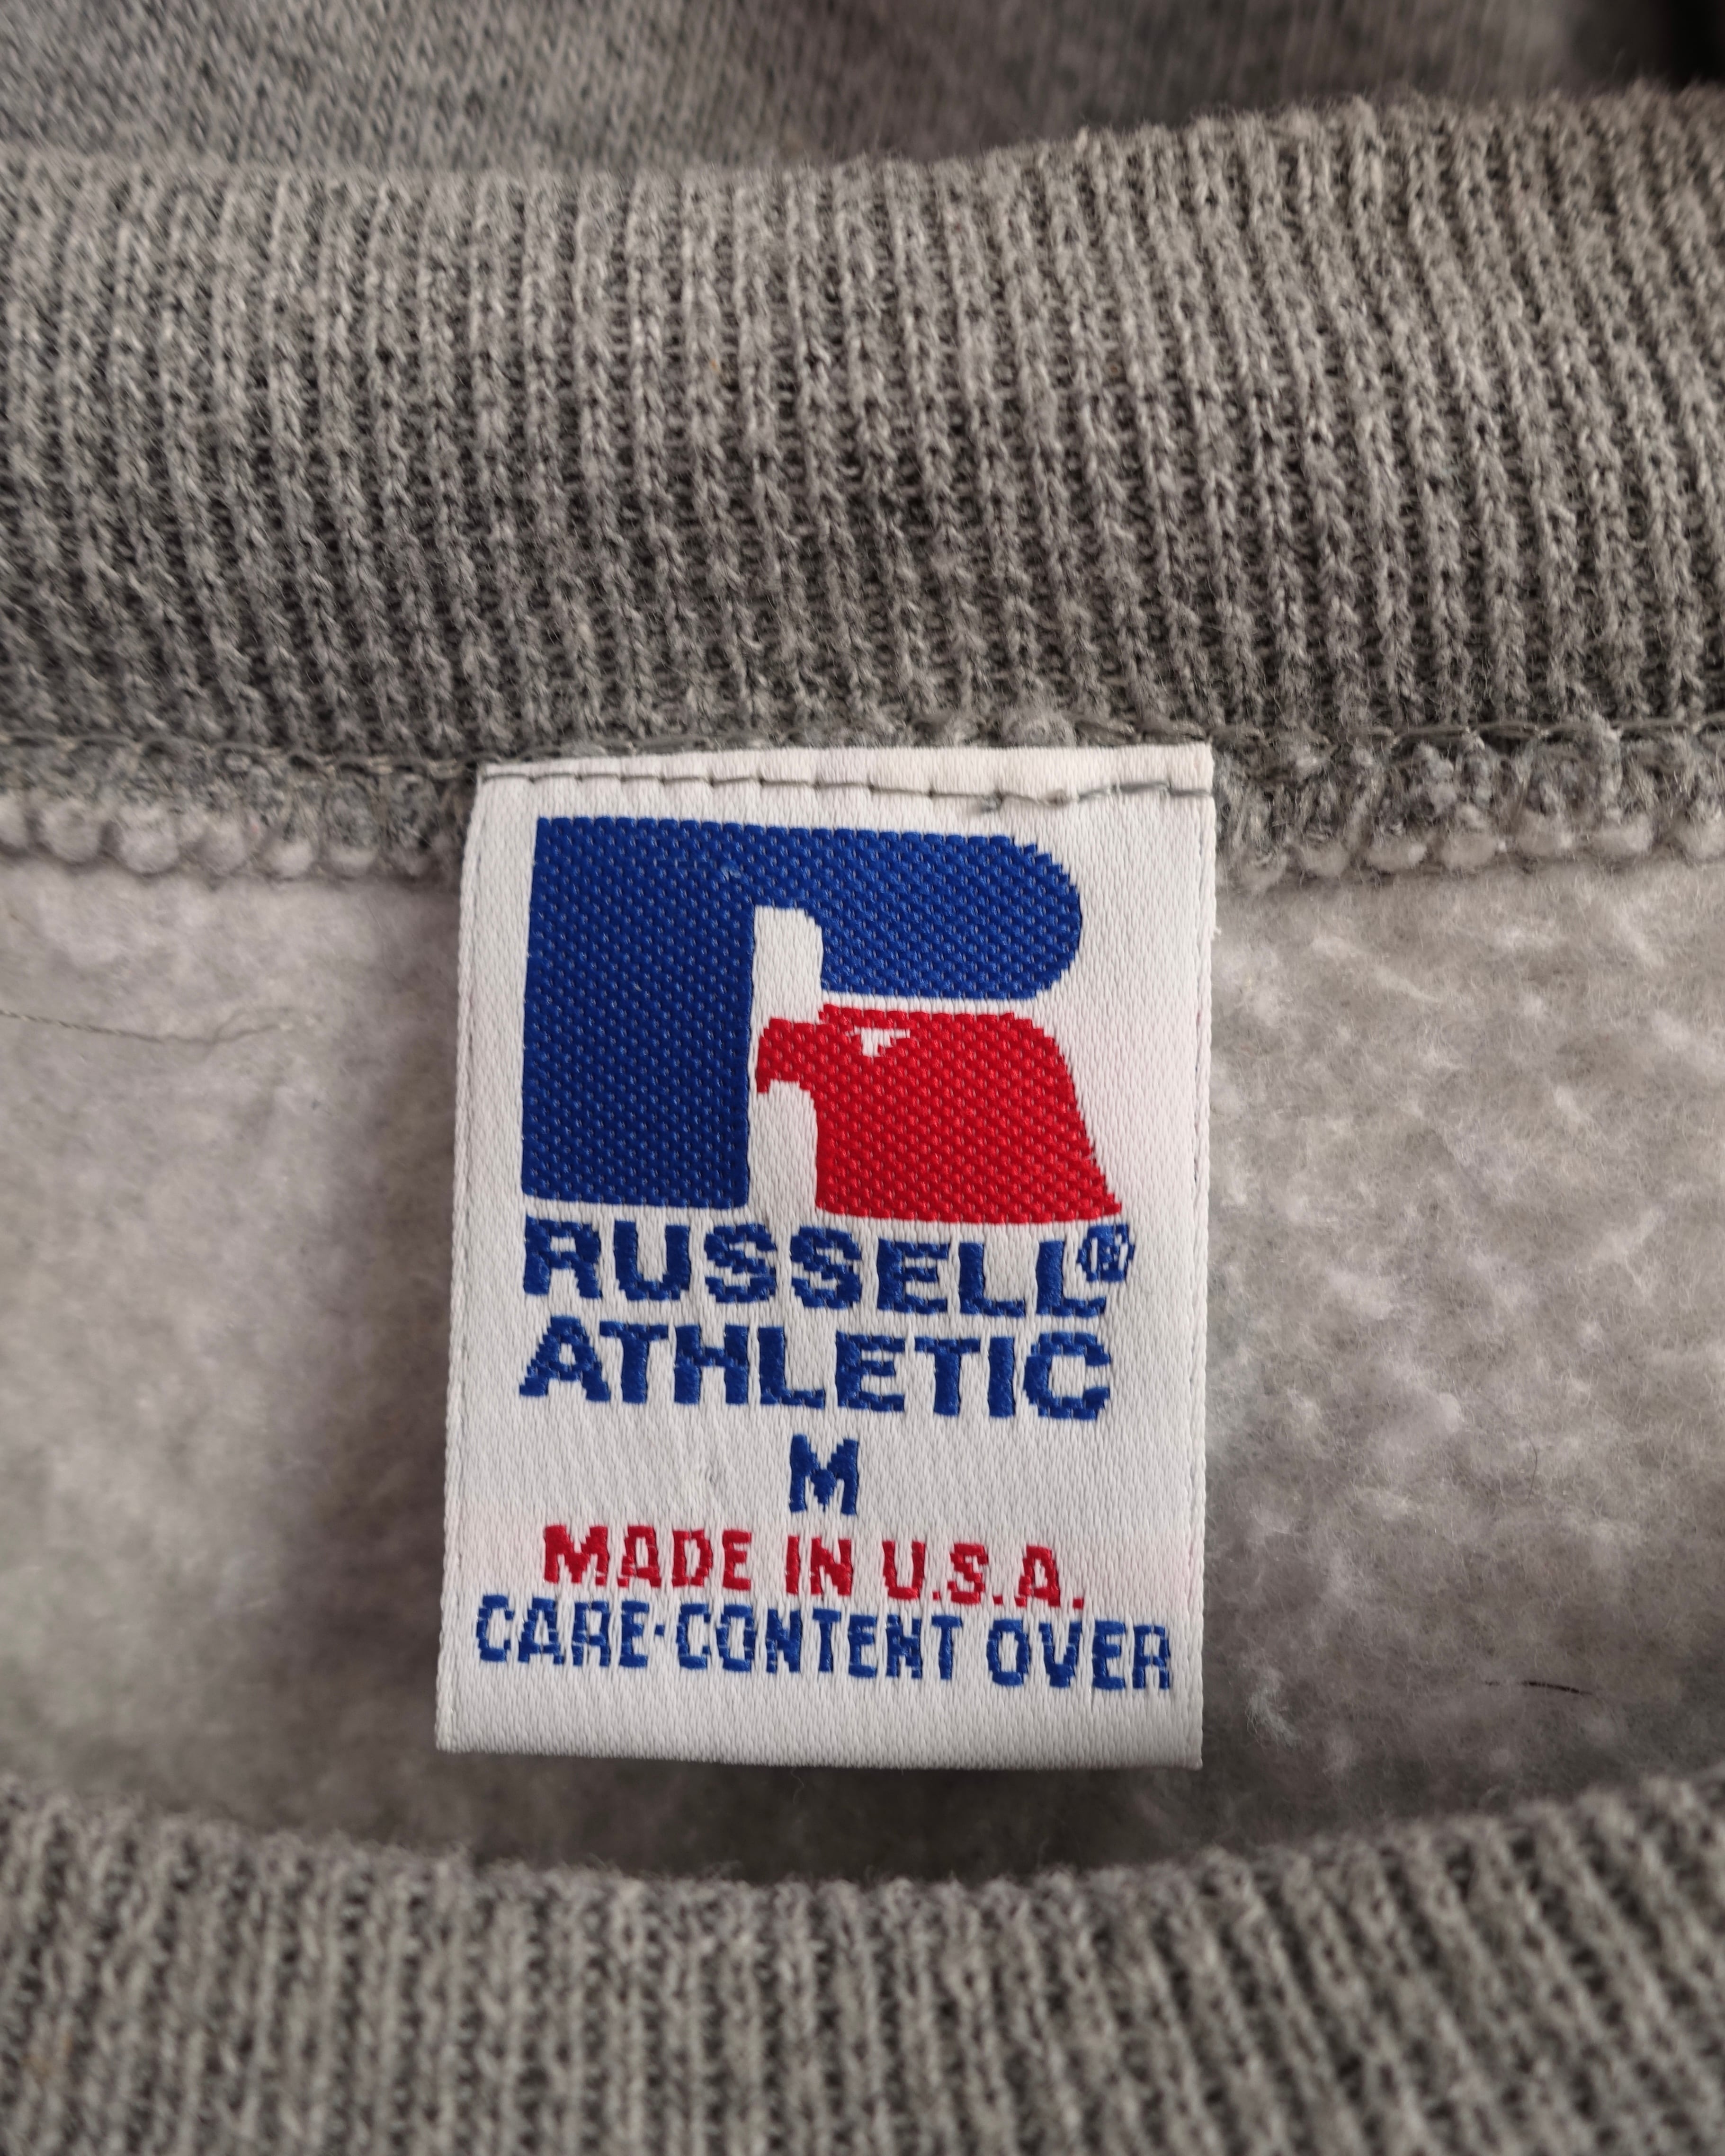 RUSSELL®
ATHLETIC
M
MADE IN U.S.A.
CARE·CONTENT OVER